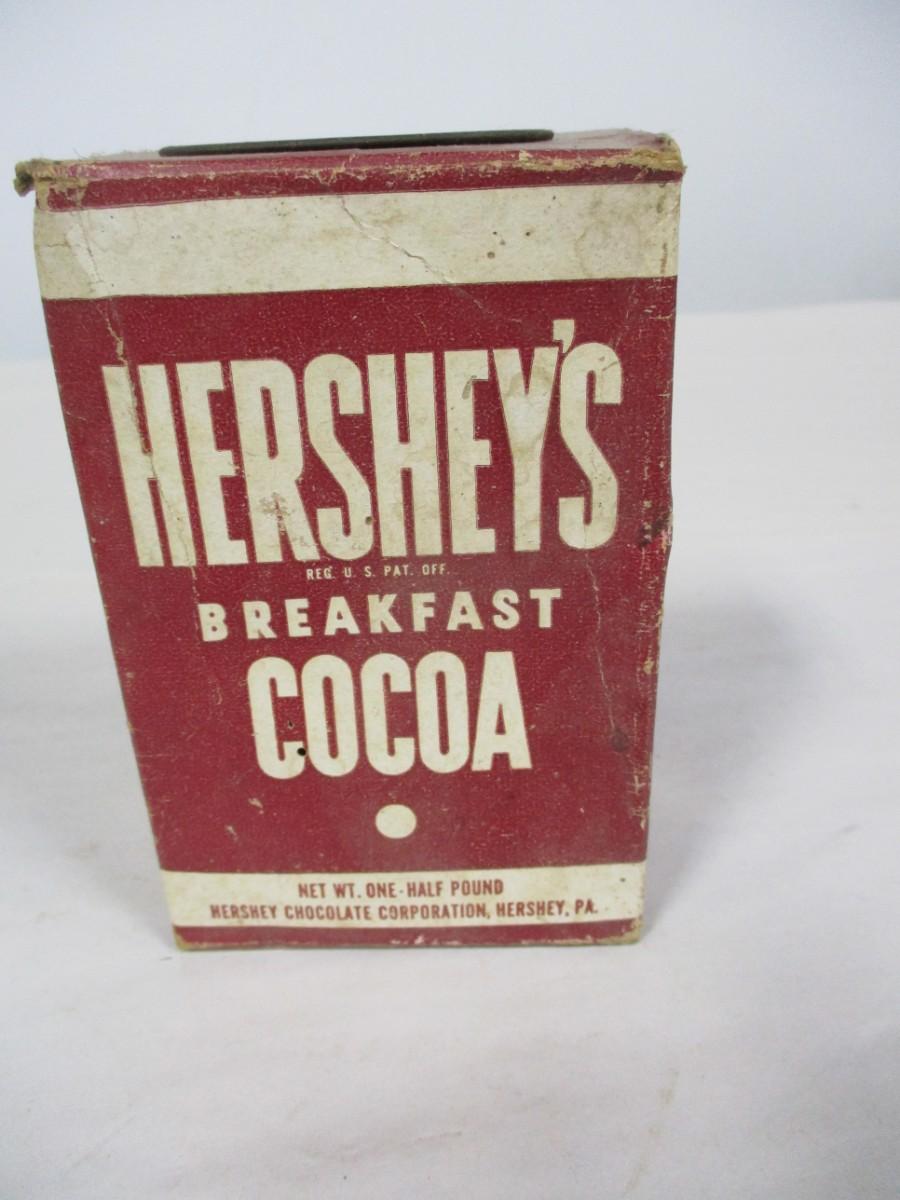 HERSHEY'S
REG. U. S. PAT. OFF.
BREAKFAST
COCOA
NET WT. ONE-HALF POUND
HERSHEY CHOCOLATE CORPORATION, HERSHEY, PA.